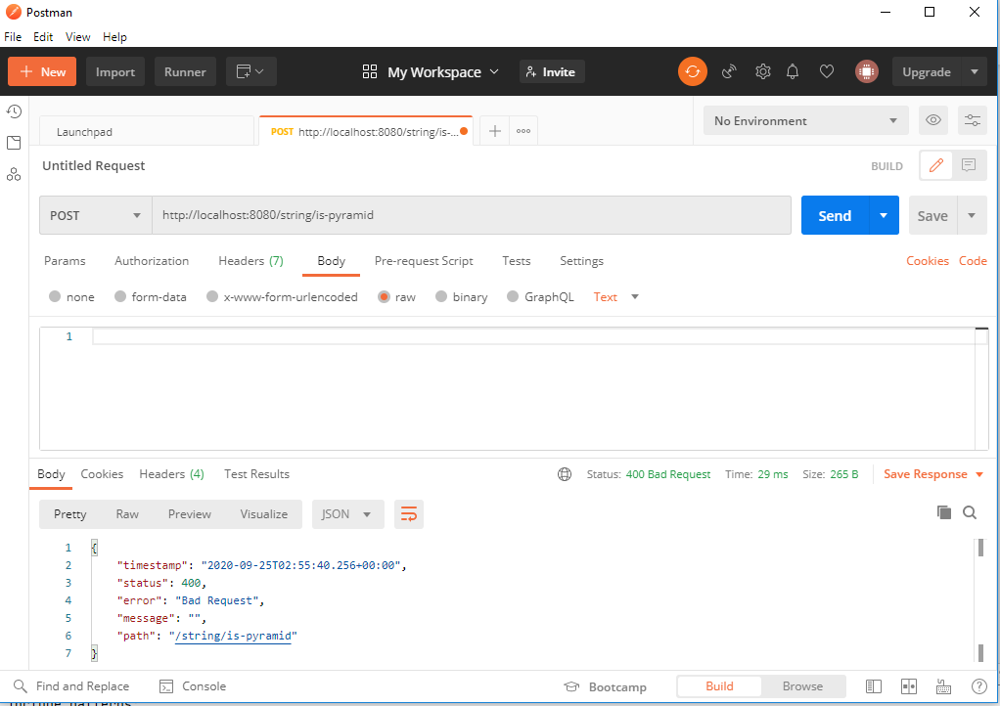 Postman
File Edit View Help
+ New Import Runner My Workspace Invite Upgrade
Launchpad POST http://localhost:8080/string/is-... + ooo No Environment
Untitled Request BUILD
POST http://localhost:8080/string/is-pyramid Send Save
Params Authorization Headers (7) Body Pre-request Script Tests Settings Cookies Code
none form-data x-www-form-urlencoded raw binary GraphQL Text
1
Body Cookies Headers (4) Test Results Status: 400 Bad Request Time: 29 ms Size: 265 B Save Response
Pretty Raw Preview Visualize JSON
1 {
2 "timestamp": "2020-09-25T02:55:40.256+00:00",
3 "status": 400,
4 "error": "Bad Request",
5 "message": "",
6 "path": "/string/is-pyramid"
7 }
Find and Replace Console Bootcamp Build Browse ?